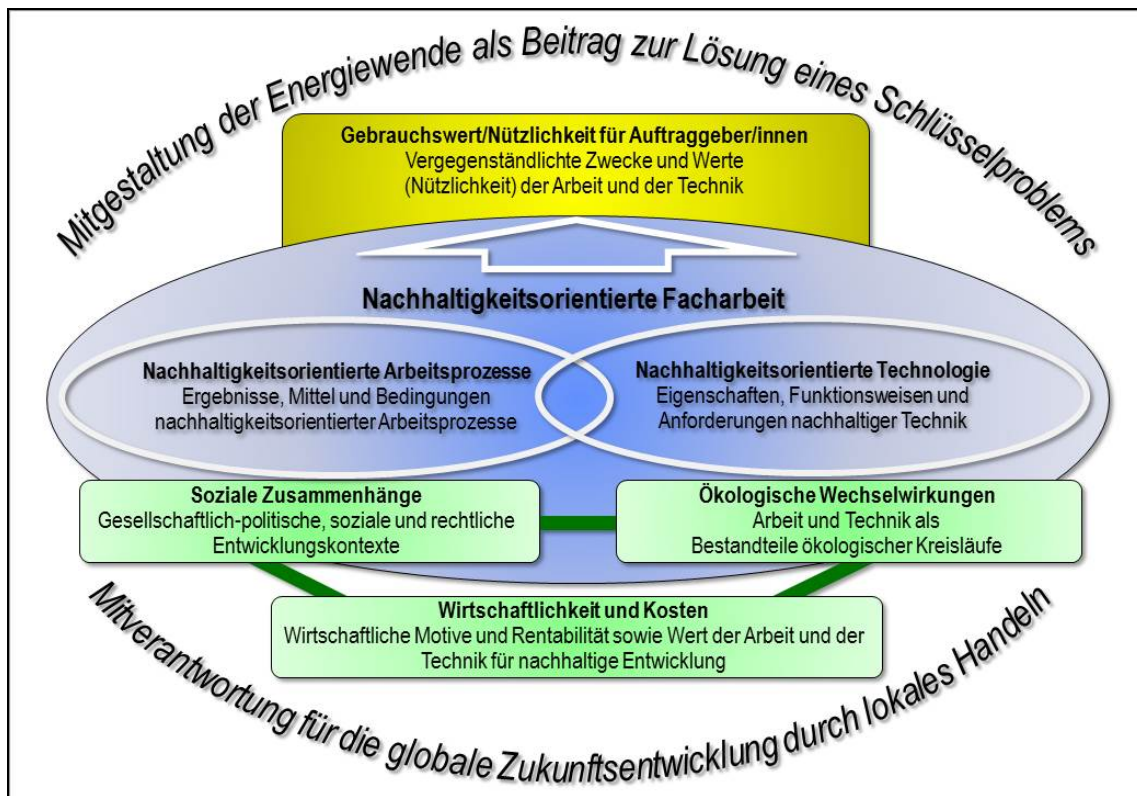 Mitgestaltung der Energiewende als Beitrag zur Lösung eines Schlüsselproblems
Gebrauchswert/Nützlichkeit für Auftraggeber/innen
Vergegenständlichte Zwecke und Werte
(Nützlichkeit) der Arbeit und der Technik
Nachhaltigkeitsorientierte Facharbeit
Nachhaltigkeitsorientierte Arbeitsprozesse
Ergebnisse, Mittel und Bedingungen
nachhaltigkeitsorientierter Arbeitsprozesse
Nachhaltigkeitsorientierte Technologie
Eigenschaften, Funktionsweisen und
Anforderungen nachhaltiger Technik
Soziale Zusammenhänge
Gesellschaftlich-politische, soziale und rechtliche
Entwicklungskontexte
Ökologische Wechselwirkungen
Arbeit und Technik als
Bestandteile ökologischer Kreisläufe
Wirtschaftlichkeit und Kosten
Wirtschaftliche Motive und Rentabilität sowie Wert der Arbeit und der
Technik für nachhaltige Entwicklung
Mitverantwortung für die globale Zukunftsentwicklung durch lokales Handeln